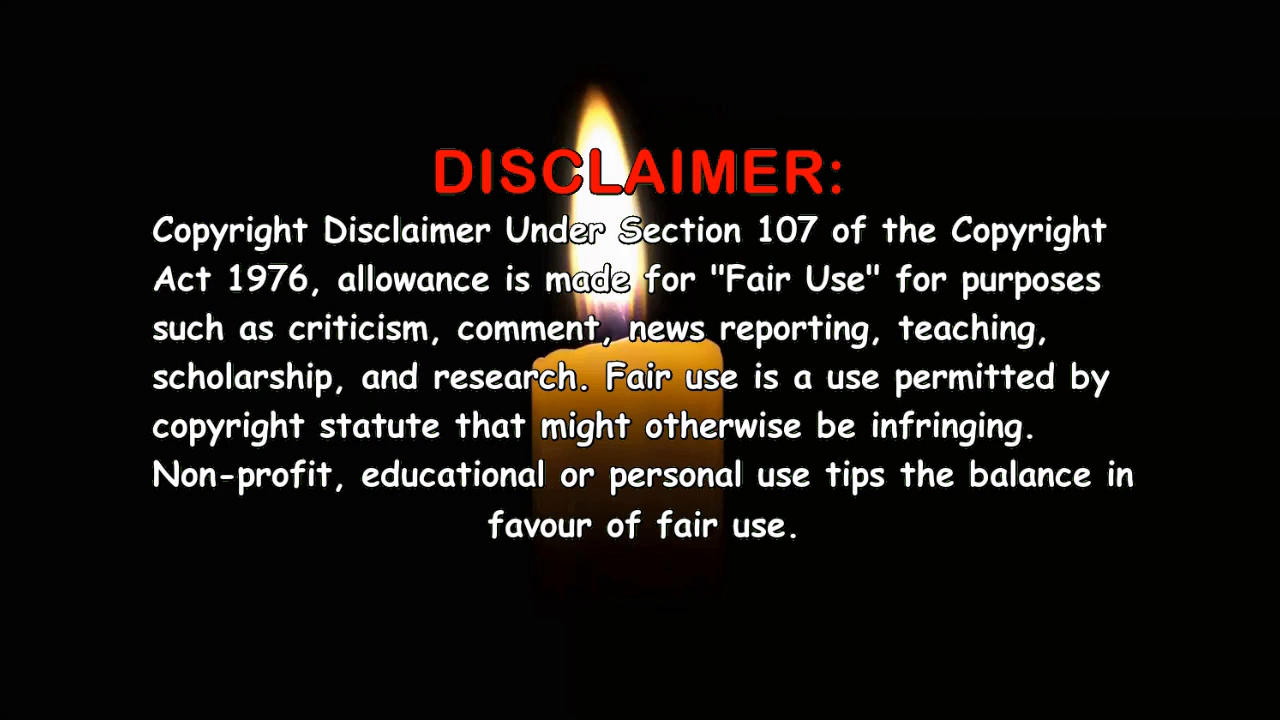 DISCLAIMER:
Copyright Disclaimer Under Section 107 of the Copyright
Act 1976, allowance is made for "Fair Use" for purposes
such as criticism, comment, news reporting, teaching,
scholarship, and research. Fair use is a use permitted by
copyright statute that might otherwise be infringing.
Non-profit, educational or personal use tips the balance in
favour of fair use.